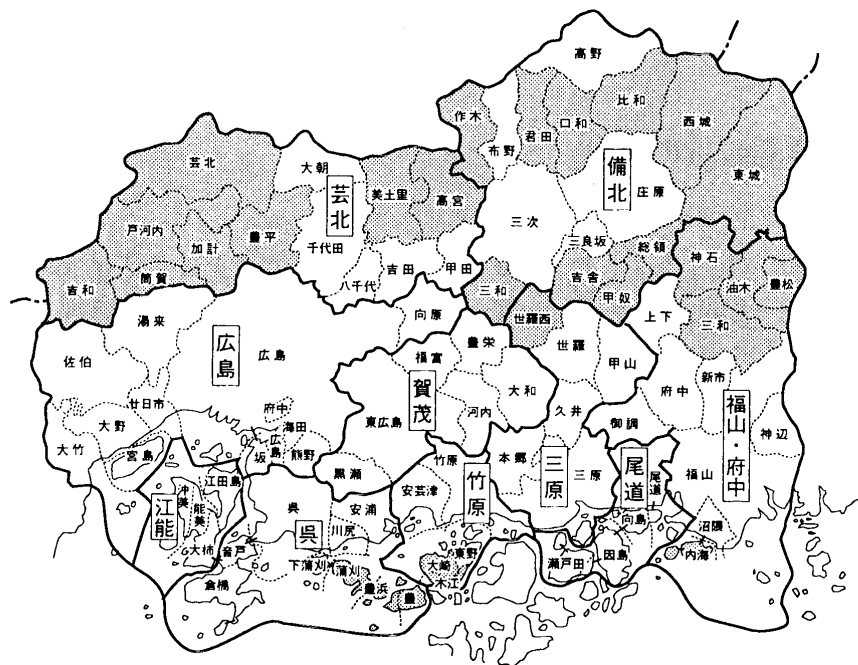 高野
作木
布野
君田
口和
比和
西城
東城
備北
庄原
三次
三良坂
総領
吉舎
甲奴
三和
芸北
大朝
芸北
美土里
高宮
戸河内
加計
豊平
千代田
八千代
吉田
甲田
吉和
筒賀
神石
油木
豊松
三和
上下
世羅西
世羅
甲山
湯来
広島
広島
向原
佐伯
廿日市
大野
大竹
宮島
府中
海田
広島
坂
熊野
福富
豊栄
賀茂
大和
東広島
河内
黒瀬
久井
御調
府中
新市
福山・府中
神辺
福山
沼隈
内海
竹原
安芸津
竹原
本郷
三原
三原
尾道
尾道
向島
因島
瀬戸田
江能
沖美
能美
江田島
大柿
音戸
倉橋
呉
呉
安浦
川尻
下蒲刈
蒲刈
豊浜
豊
大崎
東野
木江